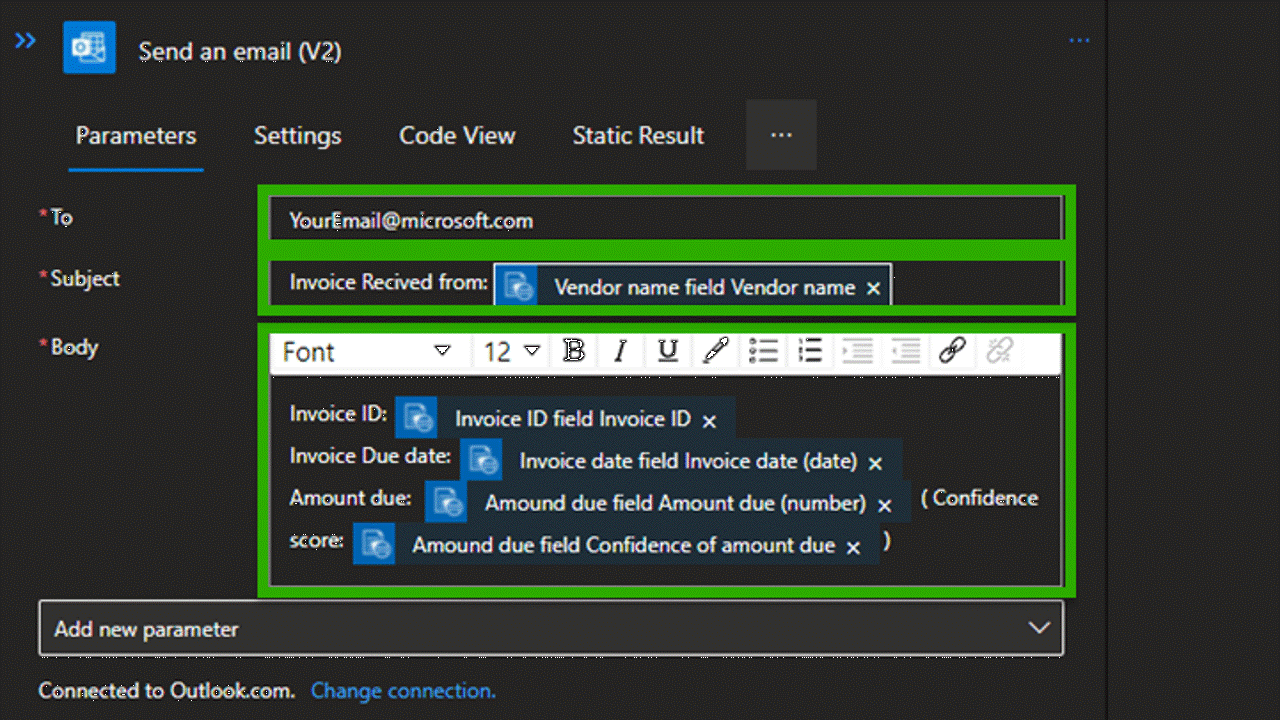 Send an email (V2)
Parameters Settings Code View Static Result ...
*To
YourEmail@microsoft.com
*Subject
Invoice Recived from: Vendor name field Vendor name ×
*Body
Font 12 B I U
Invoice ID: Invoice ID field Invoice ID ×
Invoice Due date: Invoice date field Invoice date (date) ×
Amount due: Amound due field Amount due (number) × ( Confidence
score: Amound due field Confidence of amount due × )
Add new parameter
Connected to Outlook.com. Change connection.